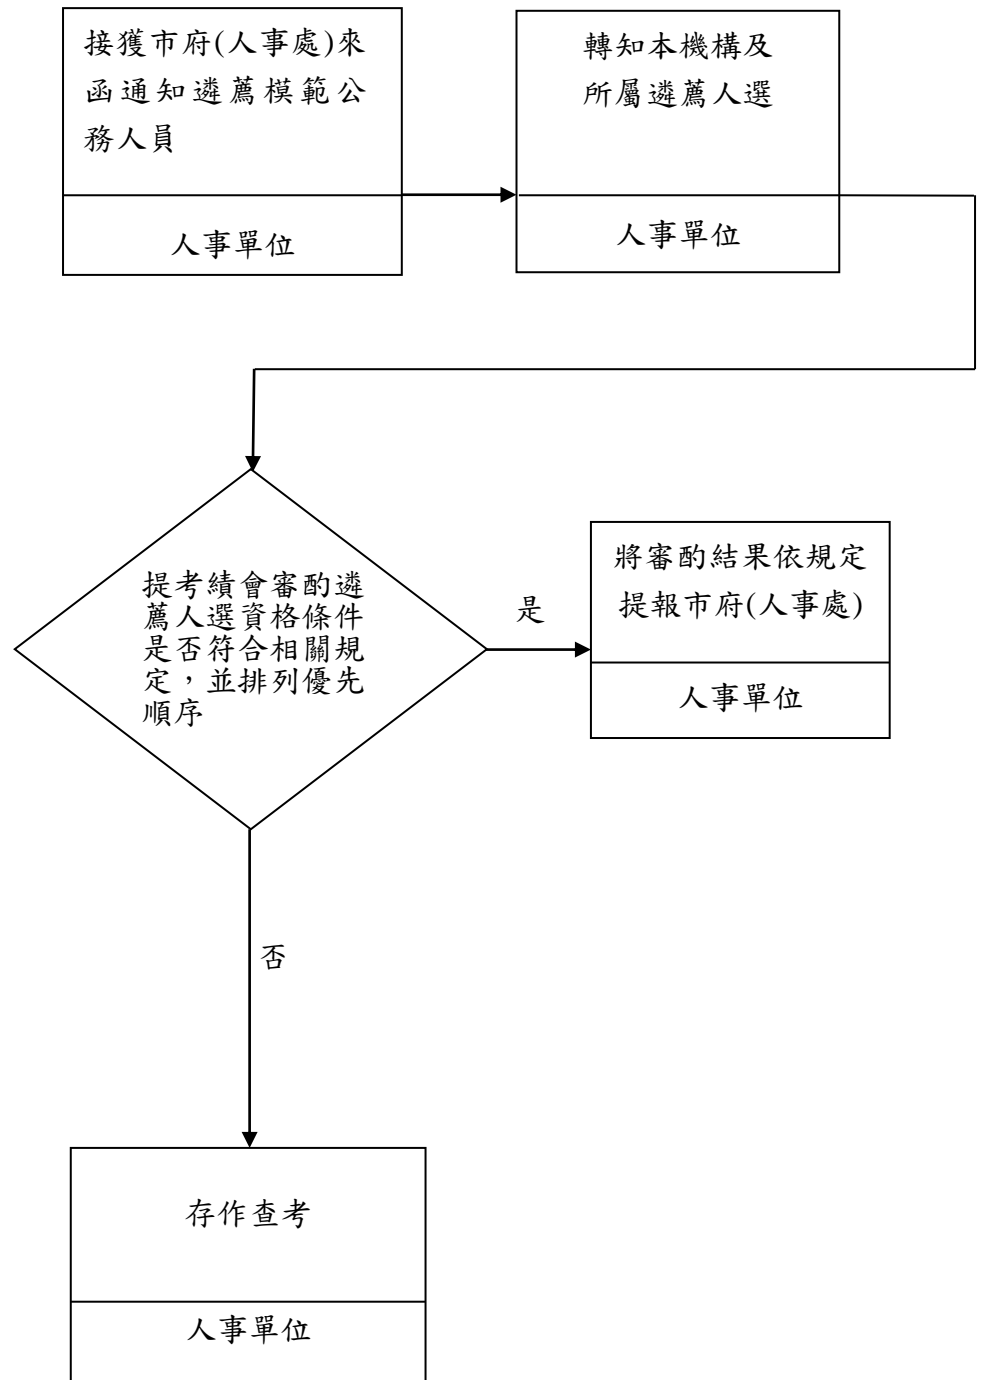 接獲市府(人事處)來
函通知遴薦模範公
務人員
人事單位
轉知本機構及
所屬遴薦人選
人事單位
提考績會審酌遴
薦人選資格條件
是否符合相關規
定，並排列優先
順序
是
將審酌結果依規定
提報市府(人事處)
人事單位
否
存作查考
人事單位